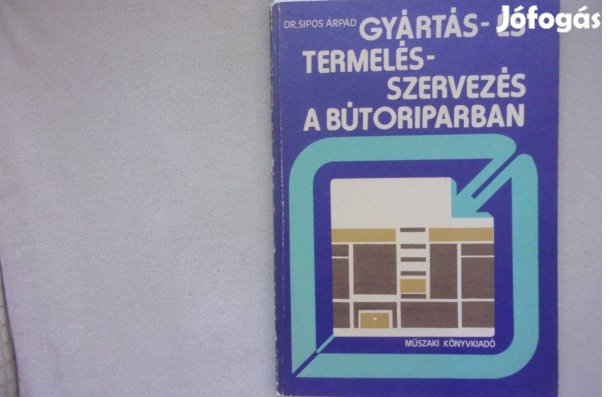 Jófogás
DR. SIPOS ÁRPÁD
GYÁRTÁS- ÉS
TERMELÉS-
SZERVEZÉS
A BÚTORIPARBAN
MŰSZAKI KÖNYVKIADÓ